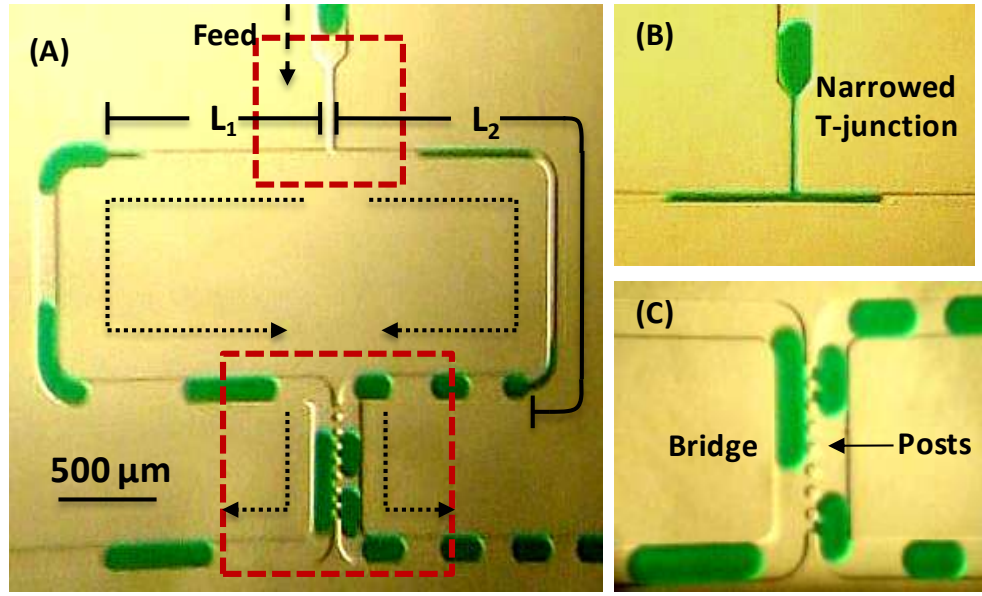 (A)
Feed
L₁
L₂
500 µm
(B)
Narrowed
T-junction
(C)
Bridge
Posts